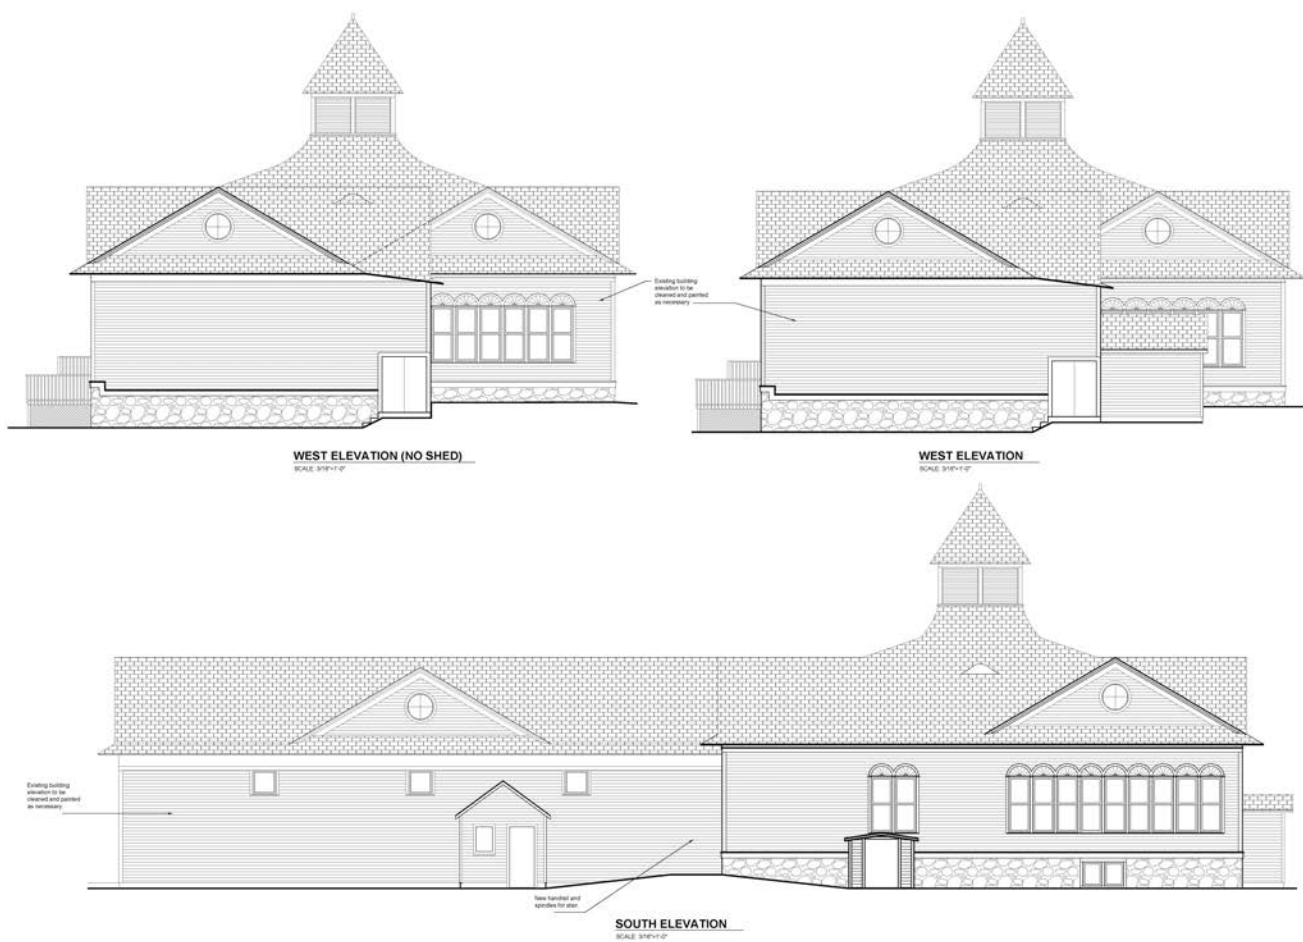 Existing building
elevation to be
cleaned and painted
as necessary
WEST ELEVATION (NO SHED)
SCALE: 3/16"=1'-0"
WEST ELEVATION
SCALE: 3/16"=1'-0"
Existing building
elevation to be
cleaned and painted
as necessary
New handrail and
spindles for stair
SOUTH ELEVATION
SCALE: 3/16"=1'-0"